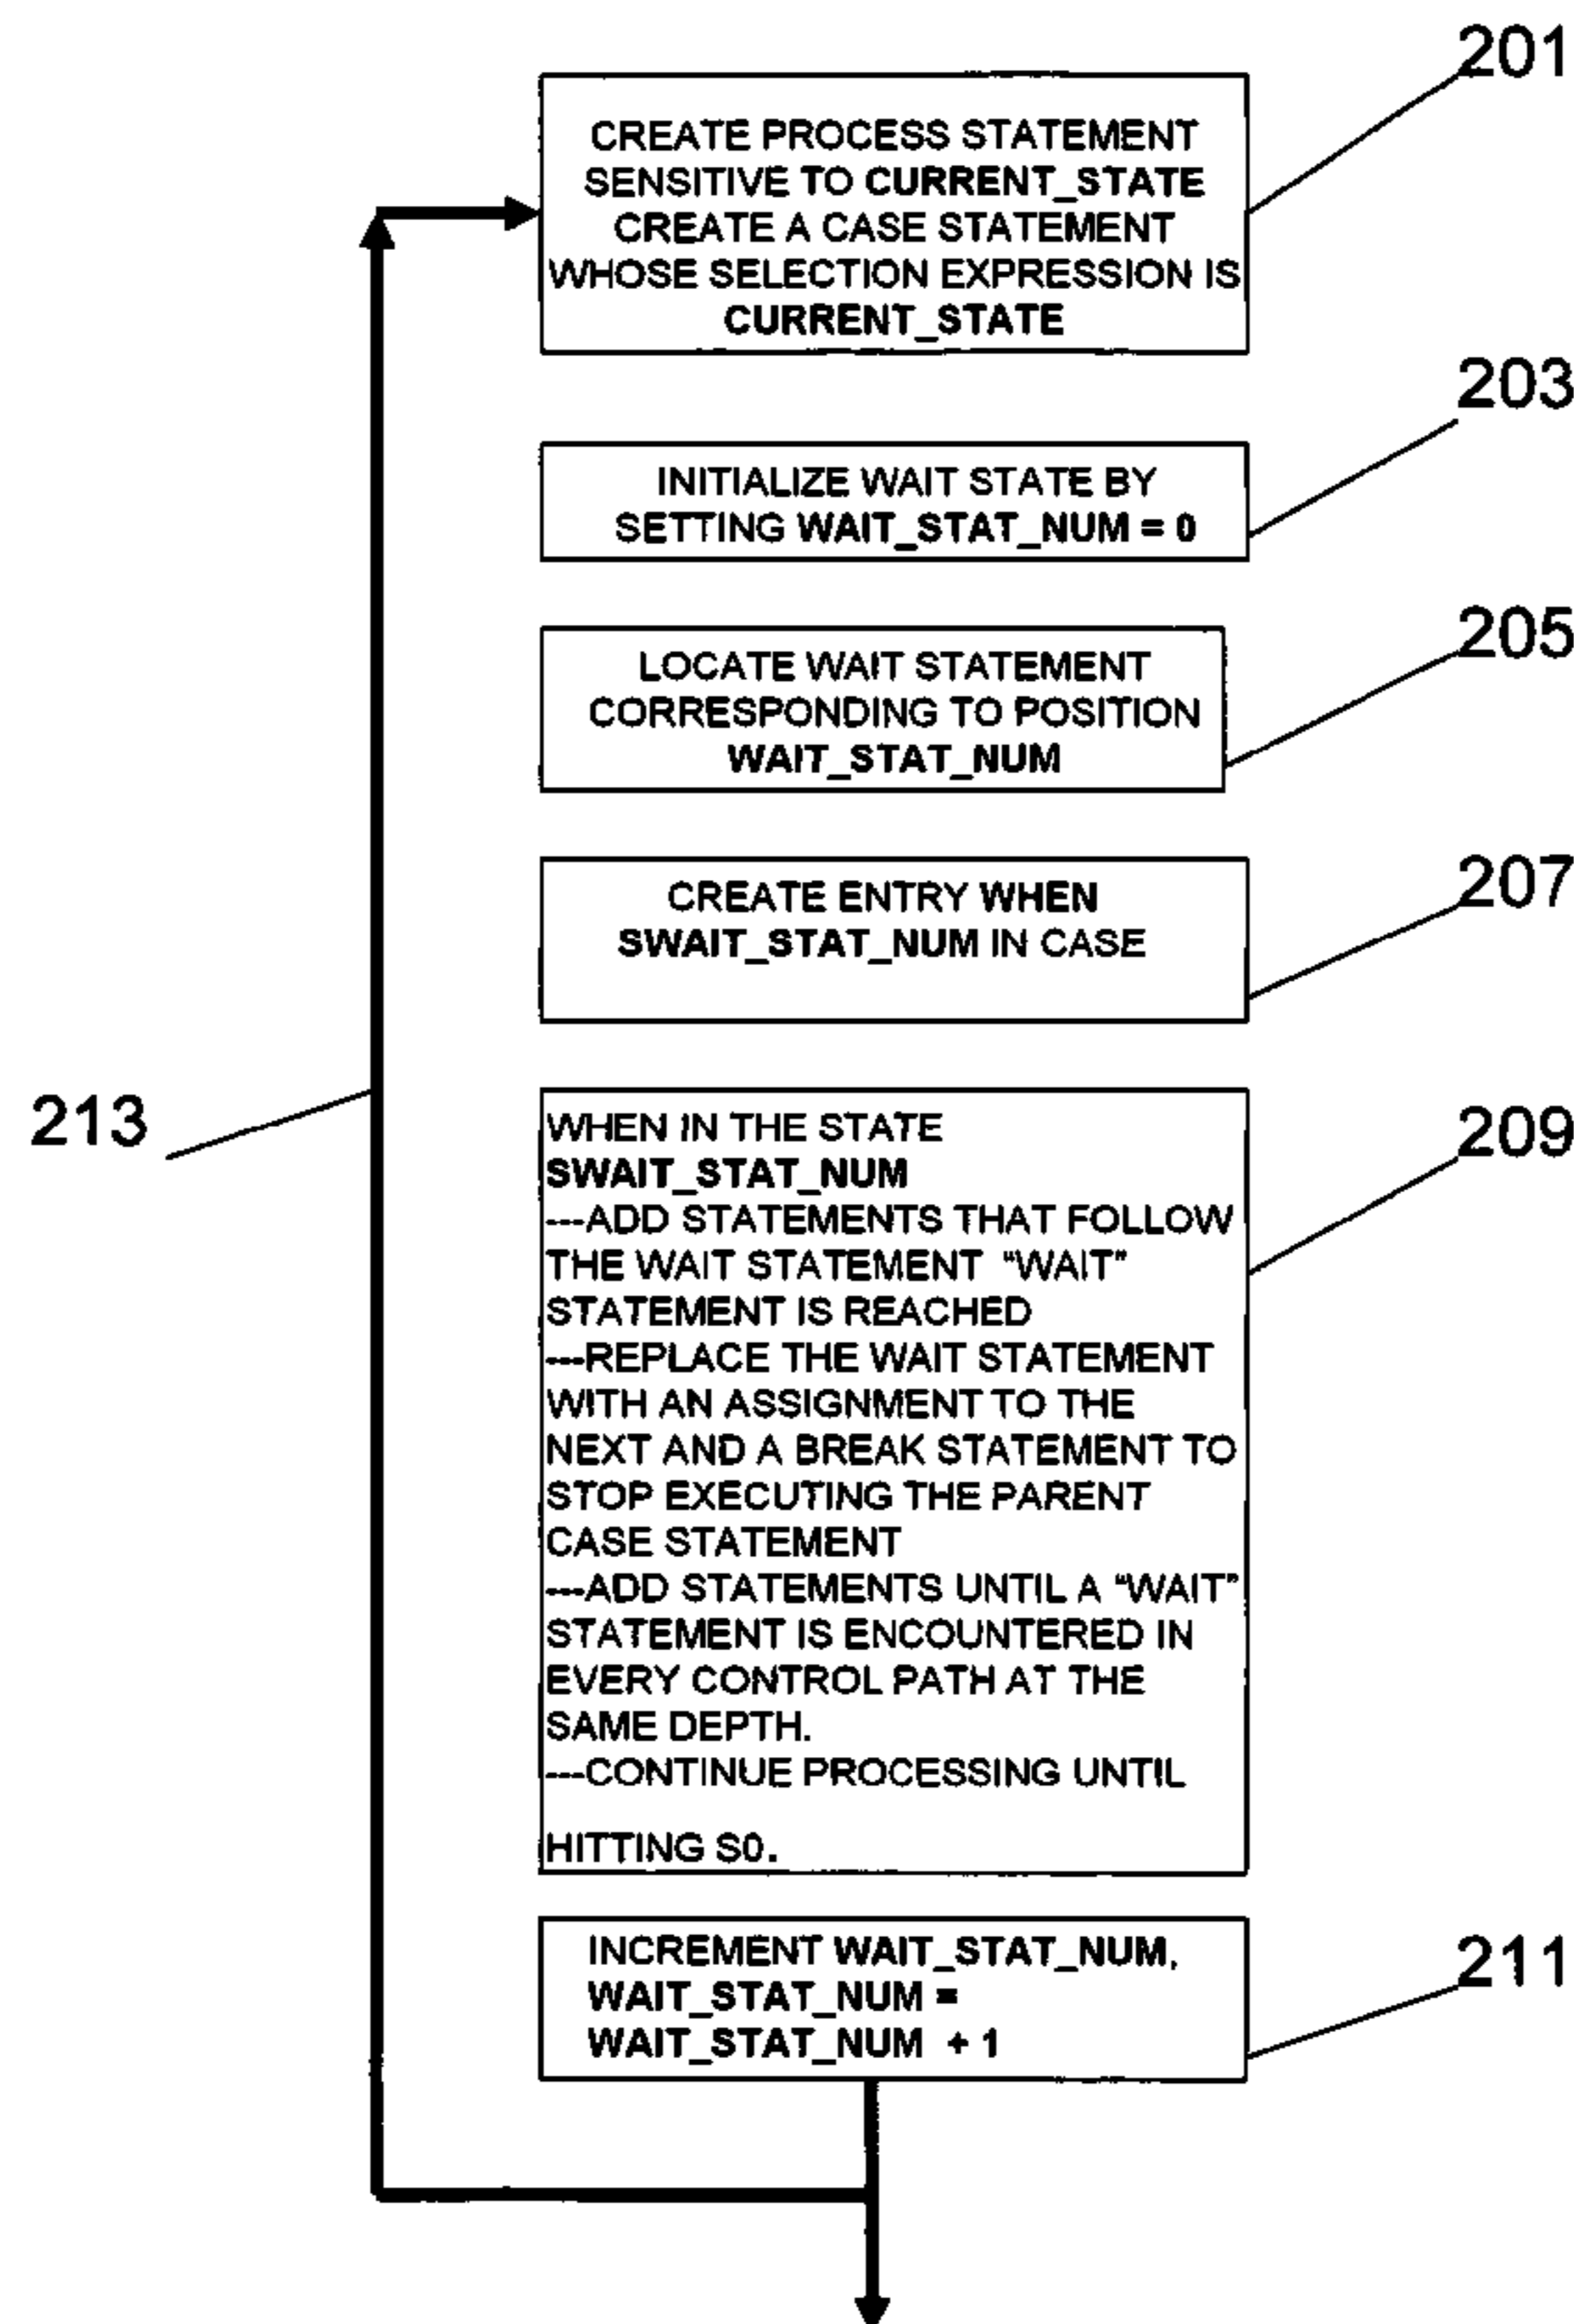 201
CREATE PROCESS STATEMENT
SENSITIVE TO CURRENT_STATE
CREATE A CASE STATEMENT
WHOSE SELECTION EXPRESSION IS
CURRENT_STATE
203
INITIALIZE WAIT STATE BY
SETTING WAIT_STAT_NUM = 0
205
LOCATE WAIT STATEMENT
CORRESPONDING TO POSITION
WAIT_STAT_NUM
207
CREATE ENTRY WHEN
SWAIT_STAT_NUM IN CASE
213
209
WHEN IN THE STATE
SWAIT_STAT_NUM
---ADD STATEMENTS THAT FOLLOW
THE WAIT STATEMENT "WAIT"
STATEMENT IS REACHED
---REPLACE THE WAIT STATEMENT
WITH AN ASSIGNMENT TO THE
NEXT AND A BREAK STATEMENT TO
STOP EXECUTING THE PARENT
CASE STATEMENT
---ADD STATEMENTS UNTIL A "WAIT"
STATEMENT IS ENCOUNTERED IN
EVERY CONTROL PATH AT THE
SAME DEPTH.
---CONTINUE PROCESSING UNTIL
HITTING S0.
211
INCREMENT WAIT_STAT_NUM,
WAIT_STAT_NUM =
WAIT_STAT_NUM + 1